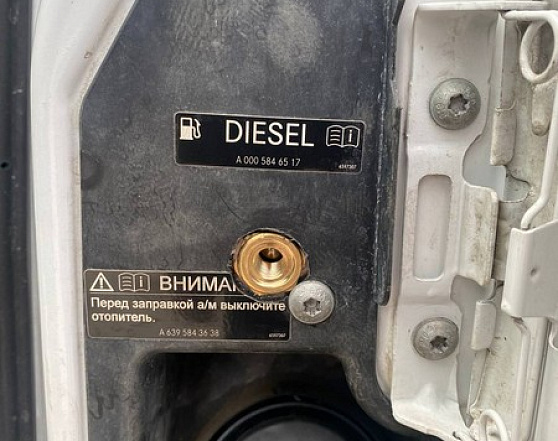 DIESEL
A 000 584 65 17
ВНИМА
Перед заправкой а/м выключите
отопитель.
A 639 584 36 38